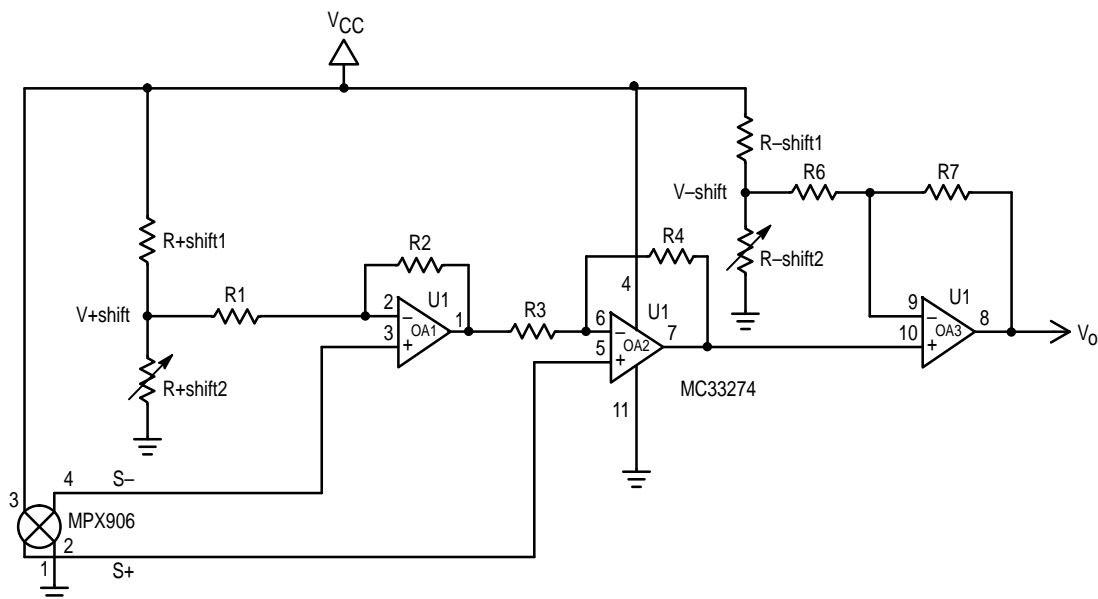 VCC
R–shift1
R6
R7
V–shift
R+shift1
R2
R4
R–shift2
4
R1
U1
U1
U1
V+shift
2
–
1
R3
6
–
7
9
–
8
3
OA1
+
5
OA2
+
10
OA3
+
Vo
R+shift2
MC33274
11
4
S–
3
MPX906
2
1
S+